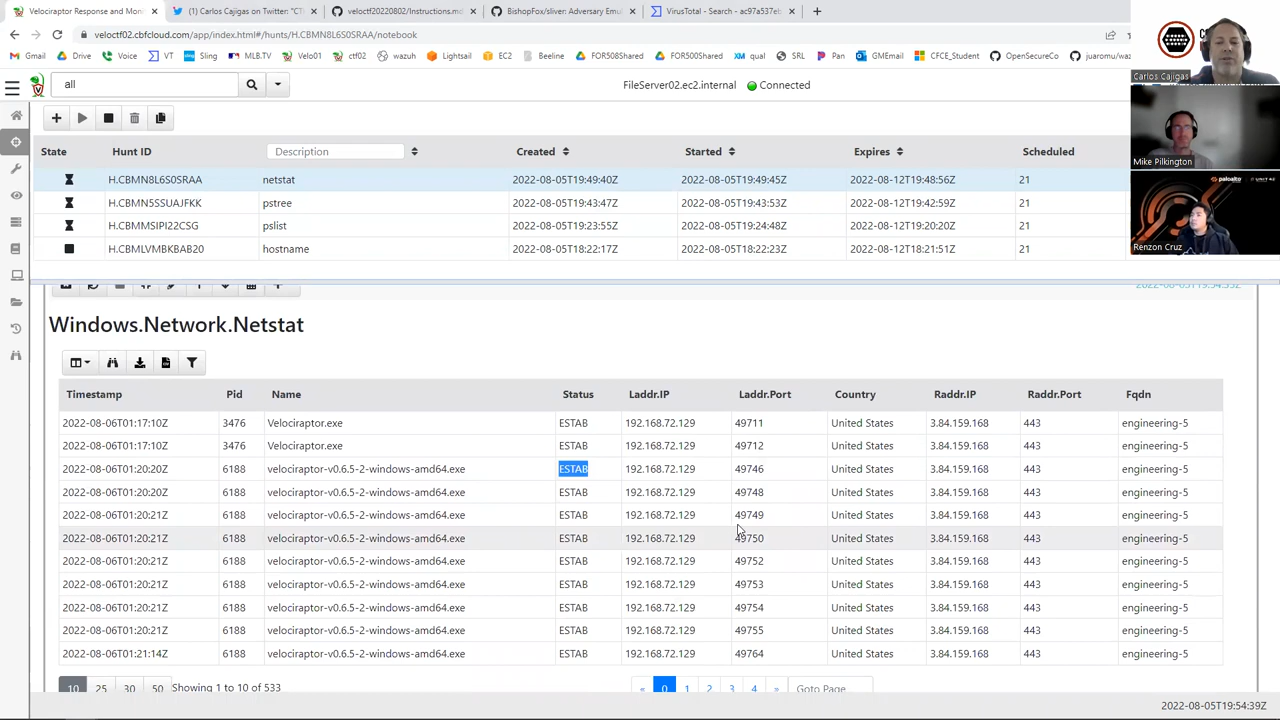 Velociraptor Response and Moni
(1) Carlos Cajigas on Twitter: "CT
veloctf20220802/Instructions.md
BishopFox/sliver: Adversary Emul
VirusTotal - Search - ac97a537eb
veloctf02.cbfcloud.com/app/index.html#/hunts/H.CBMN8L6S0SRAA/notebook
Gmail Drive VT Sling MLB.TV Velo01 ctf02 wazuh Lightsail EC2 Beeline FOR508Shared FOR500Shared qual SRL Pan GMEmail CFCE_Student OpenSecureCo juaromu/waz
all
FileServer02.ec2.internal Connected
State Hunt ID Description Created Started Expires Scheduled
H.CBMN8L6S0SRAA netstat 2022-08-05T19:49:40Z 2022-08-05T19:49:45Z 2022-08-12T19:48:56Z 21
H.CBMN5SSUAJFKK pstree 2022-08-05T19:43:47Z 2022-08-05T19:43:53Z 2022-08-12T19:42:59Z 21
H.CBMMSIPI22CSG pslist 2022-08-05T19:23:55Z 2022-08-05T19:24:48Z 2022-08-12T19:20:20Z 21
H.CBMLVMBKBAB20 hostname 2022-08-05T18:22:17Z 2022-08-05T18:22:23Z 2022-08-12T18:21:51Z 21
Carlos Cajigas
Mike Pilkington
paloalto UNIT 42
Renzon Cruz
Windows.Network.Netstat
Timestamp Pid Name Status Laddr.IP Laddr.Port Country Raddr.IP Raddr.Port Fqdn
2022-08-06T01:17:10Z 3476 Velociraptor.exe ESTAB 192.168.72.129 49711 United States 3.84.159.168 443 engineering-5
2022-08-06T01:17:10Z 3476 Velociraptor.exe ESTAB 192.168.72.129 49712 United States 3.84.159.168 443 engineering-5
2022-08-06T01:20:20Z 6188 velociraptor-v0.6.5-2-windows-amd64.exe ESTAB 192.168.72.129 49746 United States 3.84.159.168 443 engineering-5
2022-08-06T01:20:20Z 6188 velociraptor-v0.6.5-2-windows-amd64.exe ESTAB 192.168.72.129 49748 United States 3.84.159.168 443 engineering-5
2022-08-06T01:20:20Z 6188 velociraptor-v0.6.5-2-windows-amd64.exe ESTAB 192.168.72.129 49749 United States 3.84.159.168 443 engineering-5
2022-08-06T01:20:21Z 6188 velociraptor-v0.6.5-2-windows-amd64.exe ESTAB 192.168.72.129 49750 United States 3.84.159.168 443 engineering-5
2022-08-06T01:20:21Z 6188 velociraptor-v0.6.5-2-windows-amd64.exe ESTAB 192.168.72.129 49752 United States 3.84.159.168 443 engineering-5
2022-08-06T01:20:21Z 6188 velociraptor-v0.6.5-2-windows-amd64.exe ESTAB 192.168.72.129 49753 United States 3.84.159.168 443 engineering-5
2022-08-06T01:20:21Z 6188 velociraptor-v0.6.5-2-windows-amd64.exe ESTAB 192.168.72.129 49754 United States 3.84.159.168 443 engineering-5
2022-08-06T01:20:21Z 6188 velociraptor-v0.6.5-2-windows-amd64.exe ESTAB 192.168.72.129 49755 United States 3.84.159.168 443 engineering-5
2022-08-06T01:21:14Z 6188 velociraptor-v0.6.5-2-windows-amd64.exe ESTAB 192.168.72.129 49764 United States 3.84.159.168 443 engineering-5
10 25 30 50 Showing 1 to 10 of 533 « 0 1 2 3 4 » Goto Page
2022-08-05T19:54:39Z